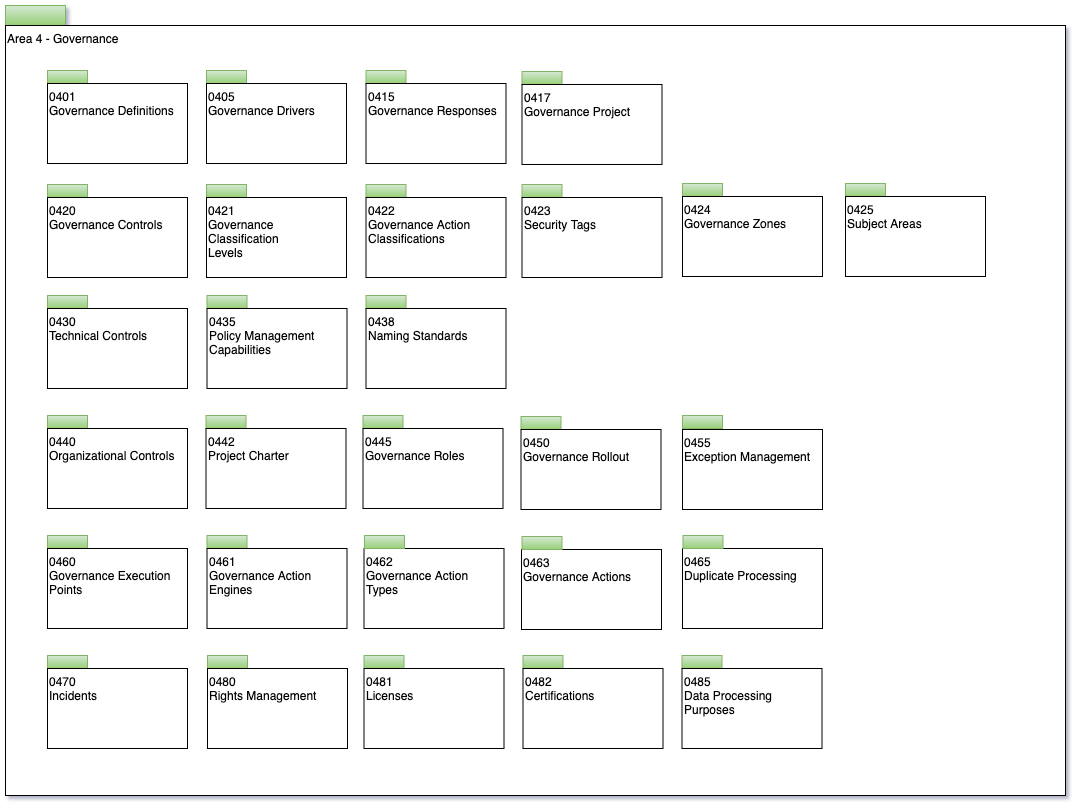 Area 4 - Governance
0401
Governance Definitions
0405
Governance Drivers
0415
Governance Responses
0417
Governance Project
0420
Governance Controls
0421
Governance
Classification
Levels
0422
Governance Action
Classifications
0423
Security Tags
0424
Governance Zones
0425
Subject Areas
0430
Technical Controls
0435
Policy Management
Capabilities
0438
Naming Standards
0440
Organizational Controls
0442
Project Charter
0445
Governance Roles
0450
Governance Rollout
0455
Exception Management
0460
Governance Execution
Points
0461
Governance Action
Engines
0462
Governance Action
Types
0463
Governance Actions
0465
Duplicate Processing
0470
Incidents
0480
Rights Management
0481
Licenses
0482
Certifications
0485
Data Processing
Purposes